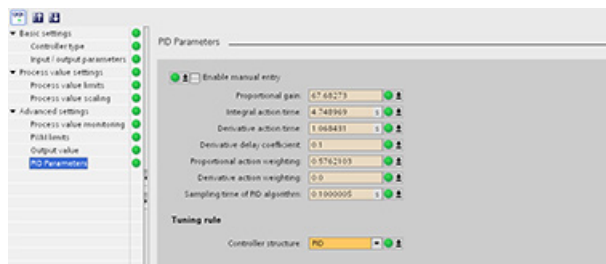 Basic settings
Controller type
Input / output parameters
Process value settings
Process value limits
Process value scaling
Advanced settings
Process value monitoring
PWM limits
Output value
PID Parameters
PID Parameters
Enable manual entry
Proportional gain: 67.68273
Integral action time: 4.748969 s
Derivative action time: 1.068431 s
Derivative delay coefficient: 0.1
Proportional action weighting: 0.5762103
Derivative action weighting: 0.0
Sampling time of PID algorithm: 0.1000005 s
Tuning rule
Controller structure: PID